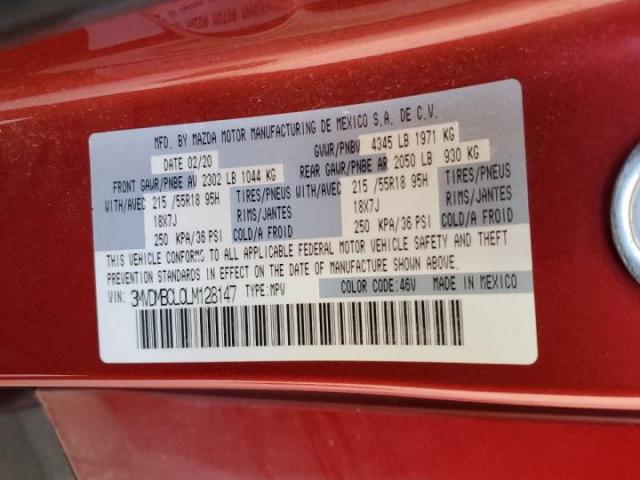 MFD. BY MAZDA MOTOR MANUFACTURING DE MEXICO S.A. DE C.V.
DATE 02/20 GVWR/PNBV 4345 LB 1971 KG
FRONT GAWR/PNBE AV 2302 LB 1044 KG REAR GAWR/PNBE AR 2050 LB 930 KG
WITH/AVEC 215 /55R18 95H TIRES/PNEUS WITH/AVEC 215 /55R18 95H TIRES/PNEUS
18X7J RIMS/JANTES 18X7J RIMS/JANTES
250 KPA/36 PSI COLD/A FROID 250 KPA/36 PSI COLD/A FROID
THIS VEHICLE CONFORMS TO ALL APPLICABLE FEDERAL MOTOR VEHICLE SAFETY AND THEFT
PREVENTION STANDARDS IN EFFECT ON THE DATE OF MANUFACTURE SHOWN ABOVE.
VIN: 3MVDMBCL0LM128147 TYPE:MPV COLOR CODE:46V MADE IN MEXICO